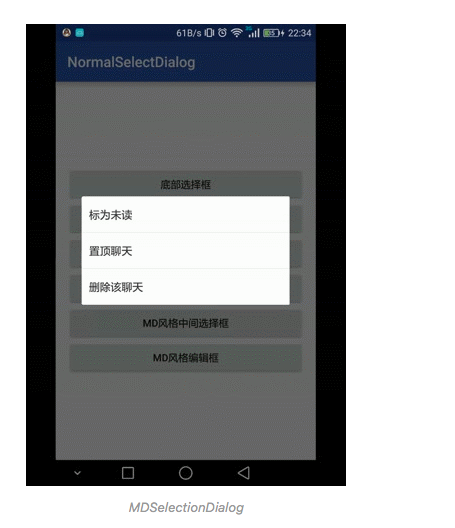 61B/s 85 22:34
NormalSelectDialog
底部选择框
标为未读
置顶聊天
删除该聊天
MD风格中间选择框
MD风格编辑框
MDSelectionDialog